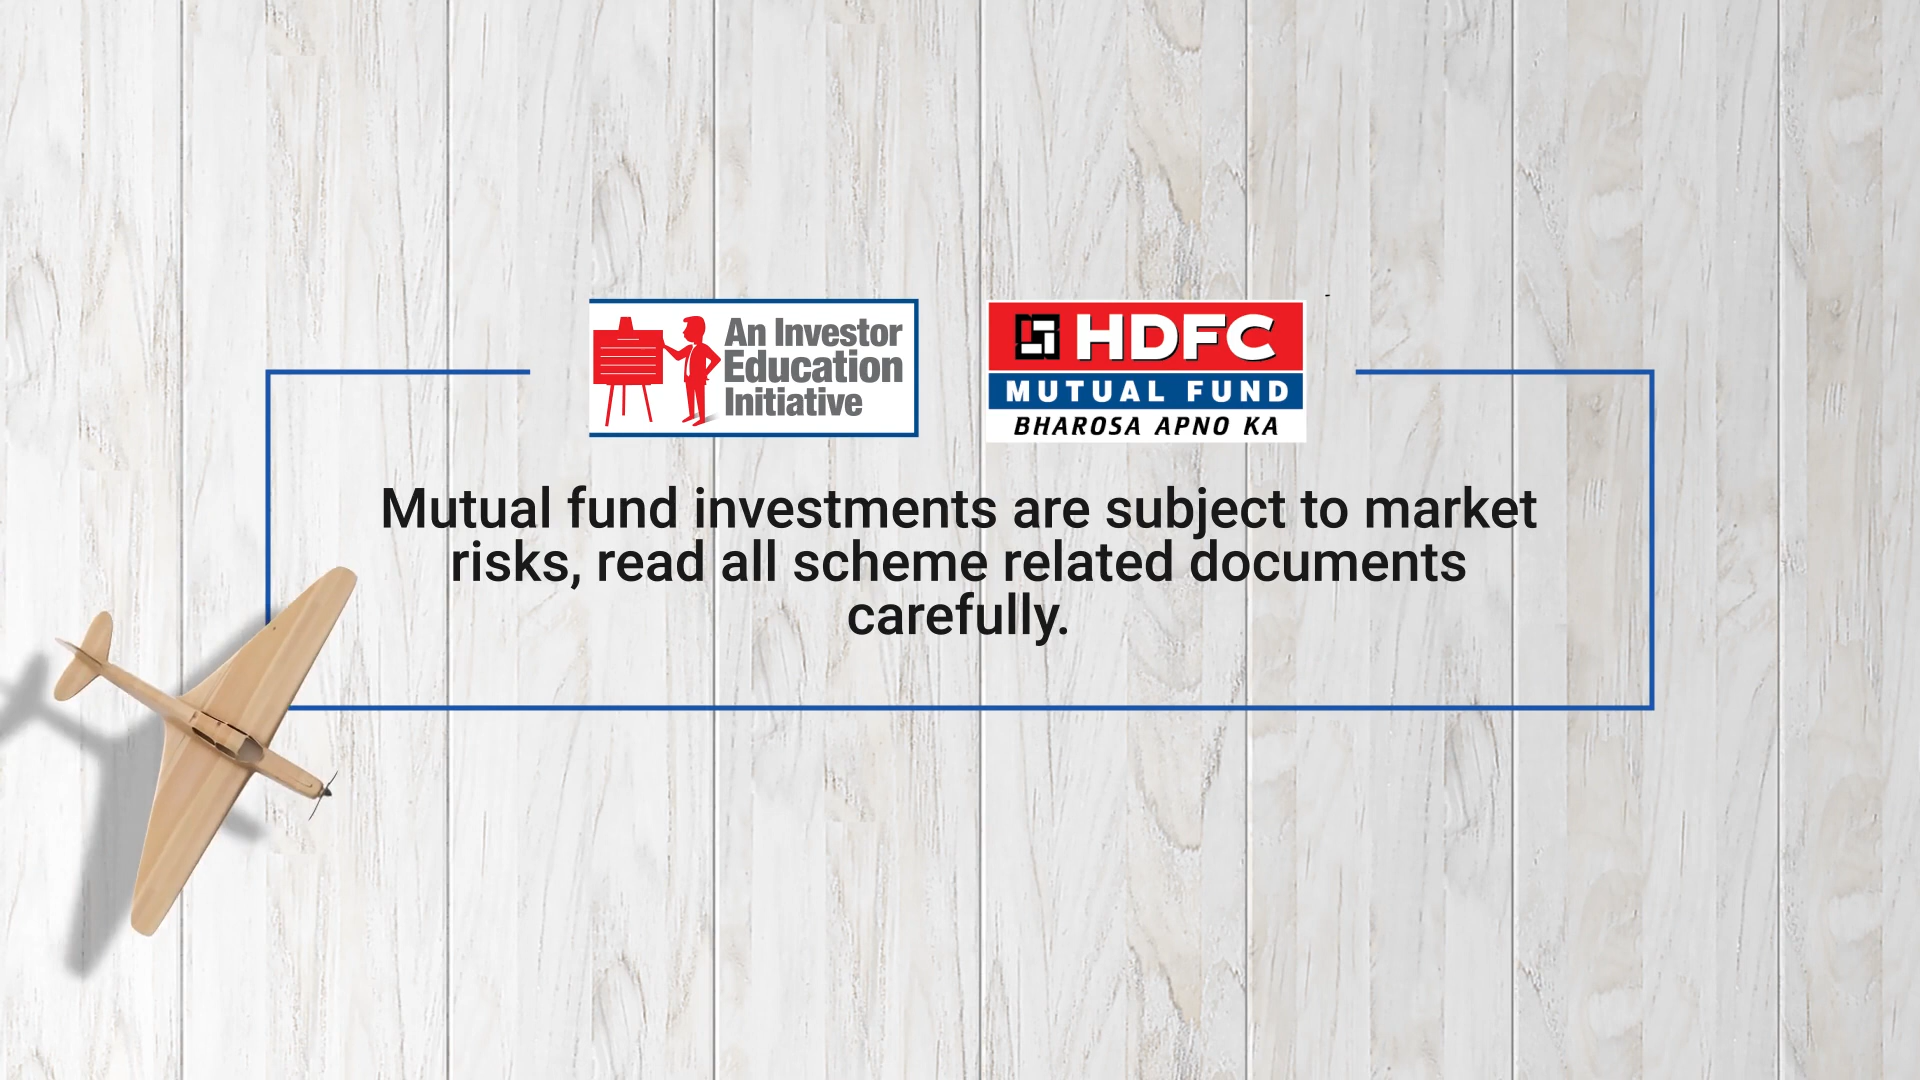 An Investor
Education
Initiative
HDFC
MUTUAL FUND
BHAROSA APNO KA
Mutual fund investments are subject to market
risks, read all scheme related documents
carefully.